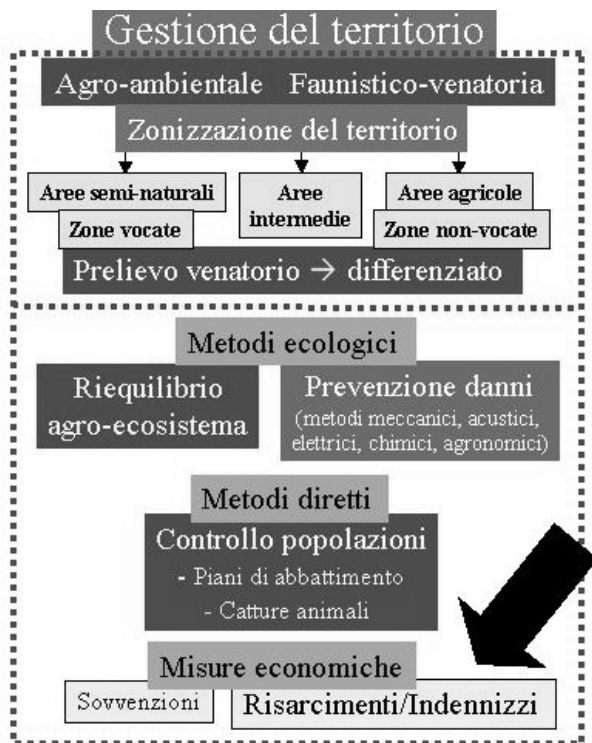 Gestione del territorio
Agro-ambientale Faunistico-venatoria
Zonizzazione del territorio
Aree semi-naturali
Zone vocate
Aree
intermedie
Aree agricole
Zone non-vocate
Prelievo venatorio → differenziato
Metodi ecologici
Riequilibrio
agro-ecosistema
Prevenzione danni
(metodi meccanici, acustici,
elettrici, chimici, agronomici)
Metodi diretti
Controllo popolazioni
- Piani di abbattimento
- Catture animali
Misure economiche
Sovvenzioni
Risarcimenti/Indennizzi